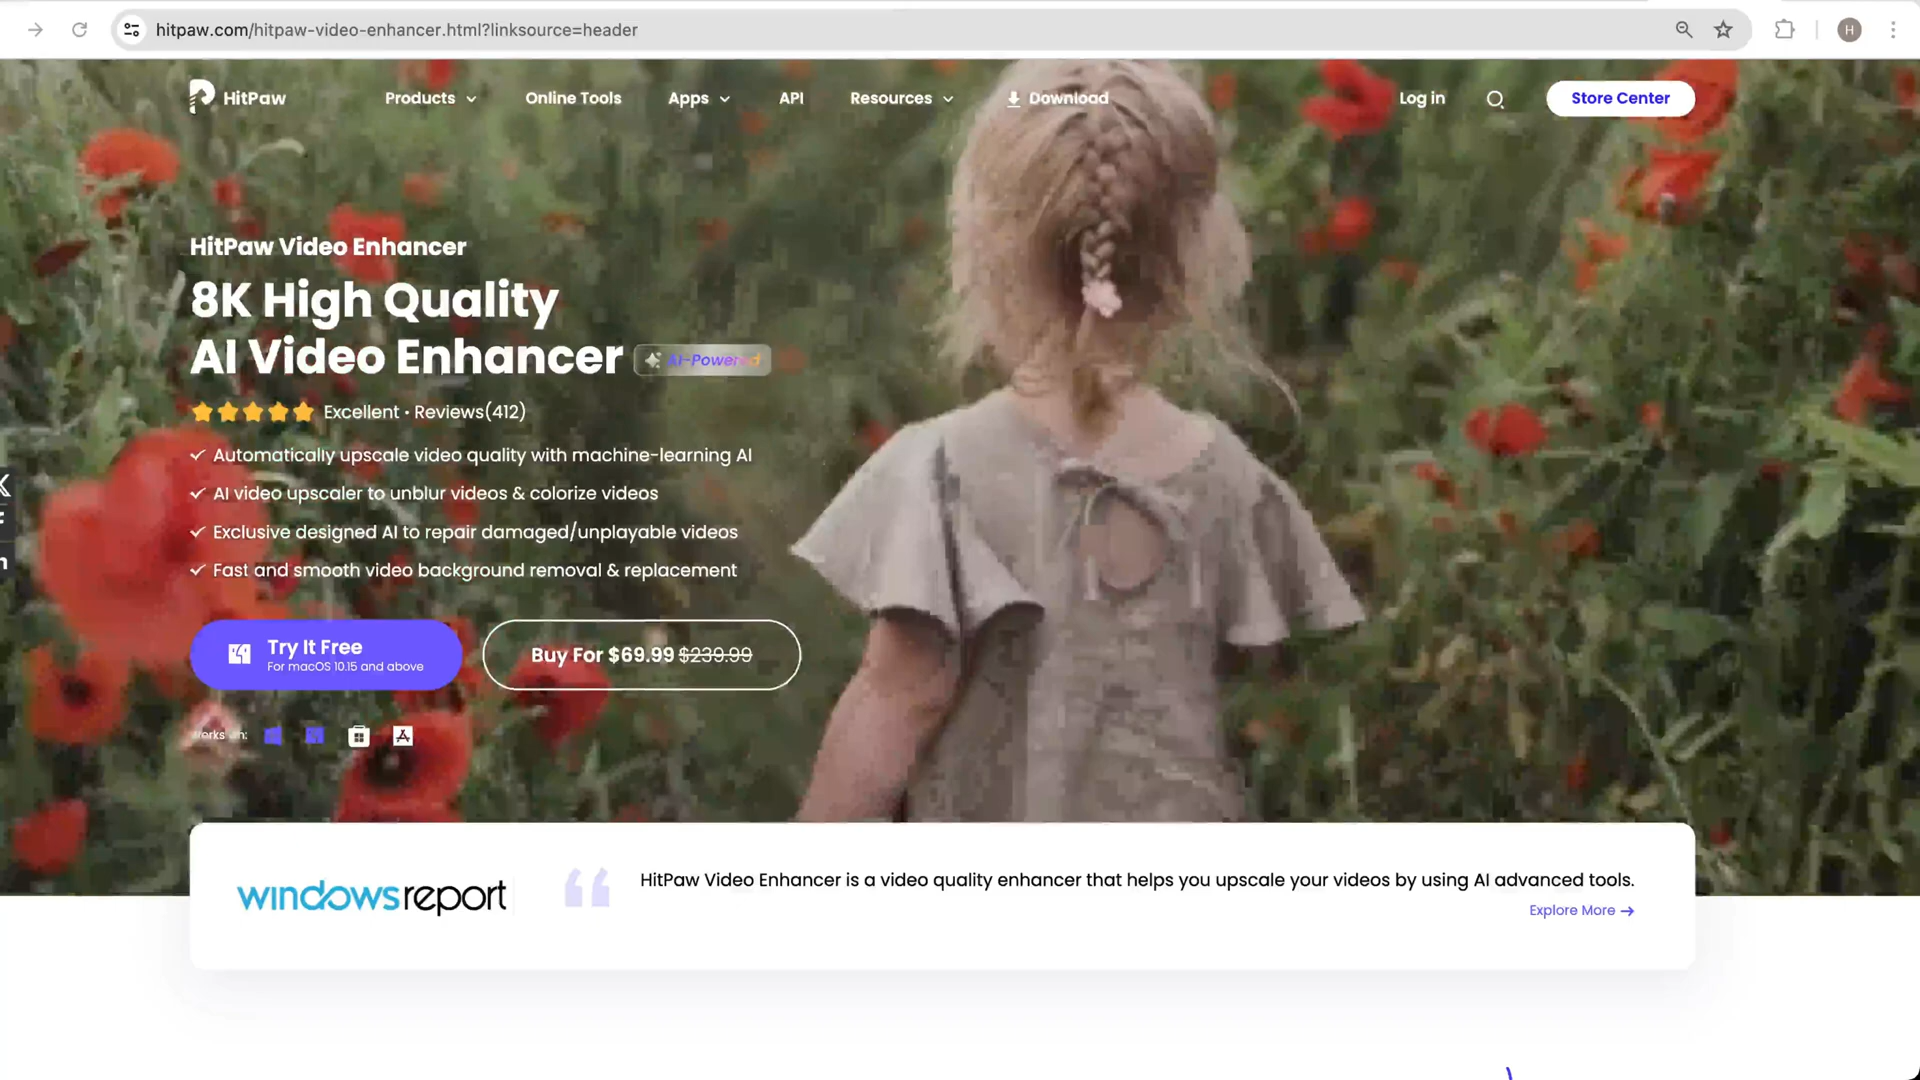 hitpaw.com/hitpaw-video-enhancer.html?linksource=header
H
HitPaw
Products
Online Tools
Apps
API
Resources
Download
Log in
Store Center
HitPaw Video Enhancer
8K High Quality
AI Video Enhancer
AI-Powered
Excellent • Reviews(412)
Automatically upscale video quality with machine-learning AI
AI video upscaler to unblur videos & colorize videos
Exclusive designed AI to repair damaged/unplayable videos
Fast and smooth video background removal & replacement
Try It Free
For macOS 10.15 and above
Buy For $69.99 $239.99
windowsreport
HitPaw Video Enhancer is a video quality enhancer that helps you upscale your videos by using AI advanced tools.
Explore More →